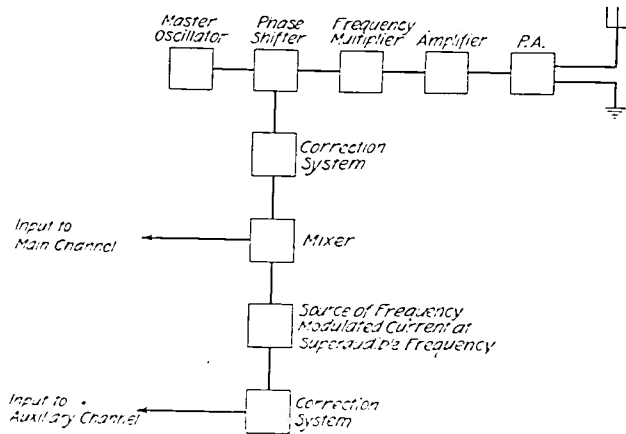 Master
Oscillator
Phase
Shifter
Frequency
Multiplier
Amplifier
P.A.
Correction
System
Input to
Main Channel
Mixer
Source of Frequency
Modulated Current at
Superaudible Frequency
Input to
Auxiliary Channel
Correction
System